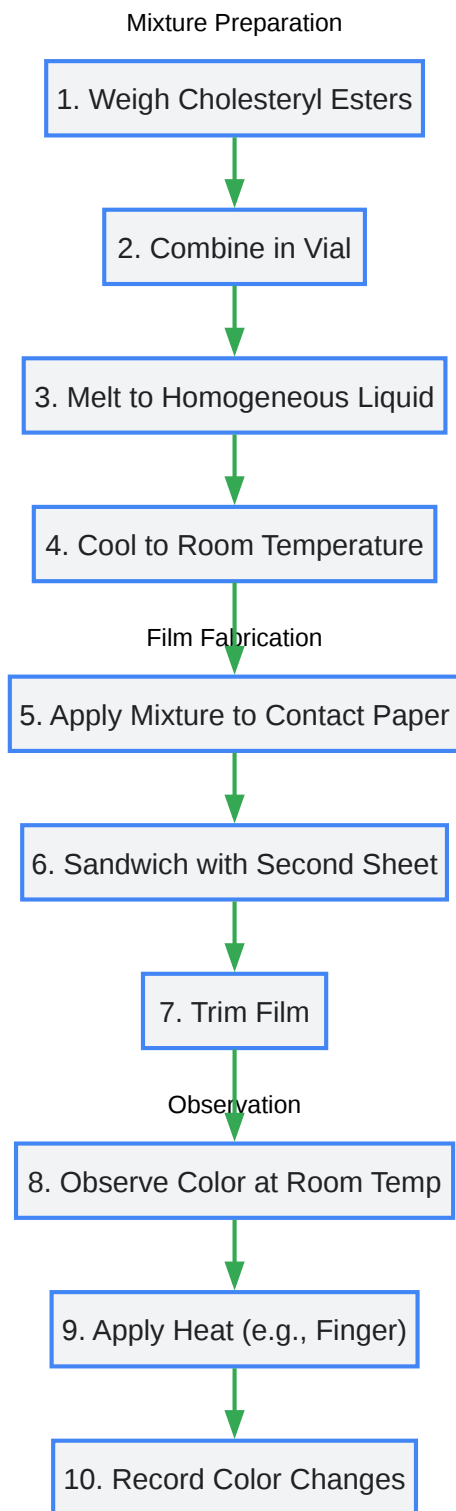 Mixture Preparation
1. Weigh Cholesteryl Esters
2. Combine in Vial
3. Melt to Homogeneous Liquid
4. Cool to Room Temperature
Film Fabrication
5. Apply Mixture to Contact Paper
6. Sandwich with Second Sheet
7. Trim Film
Observation
8. Observe Color at Room Temp
9. Apply Heat (e.g., Finger)
10. Record Color Changes